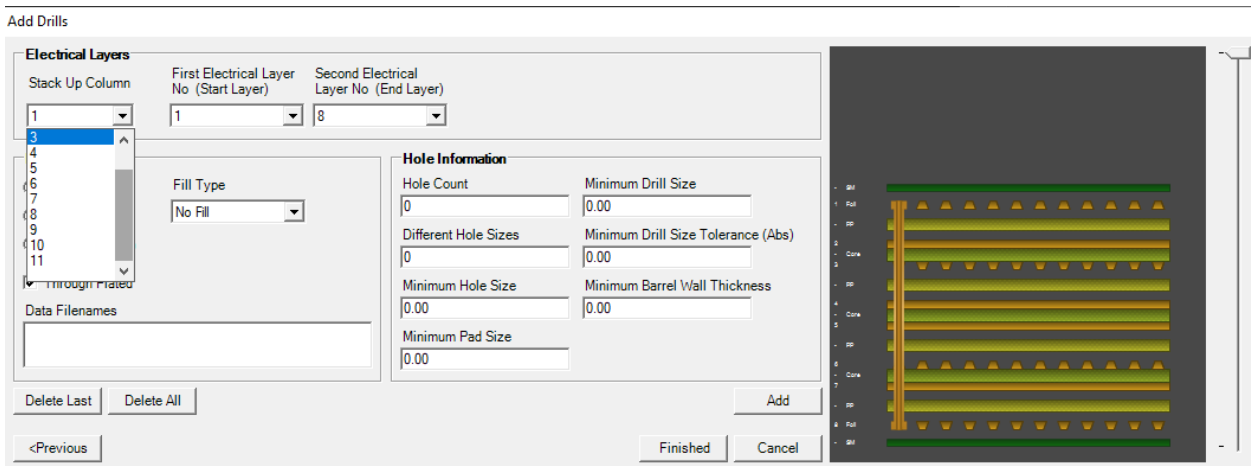 Add Drills
Electrical Layers
Stack Up Column
First Electrical Layer
No (Start Layer)
Second Electrical
Layer No (End Layer)
1
1
8
3
4
5
6
7
8
9
10
11
Fill Type
No Fill
Through Plated
Data Filenames
Hole Information
Hole Count
Minimum Drill Size
0
0.00
Different Hole Sizes
Minimum Drill Size Tolerance (Abs)
0
0.00
Minimum Hole Size
Minimum Barrel Wall Thickness
0.00
0.00
Minimum Pad Size
0.00
Delete Last
Delete All
Add
<Previous
Finished
Cancel
- SM
1 Foil
- PP
2
- Core
3
- PP
4
- Core
5
- PP
6
- Core
7
- PP
8 Foil
- SM